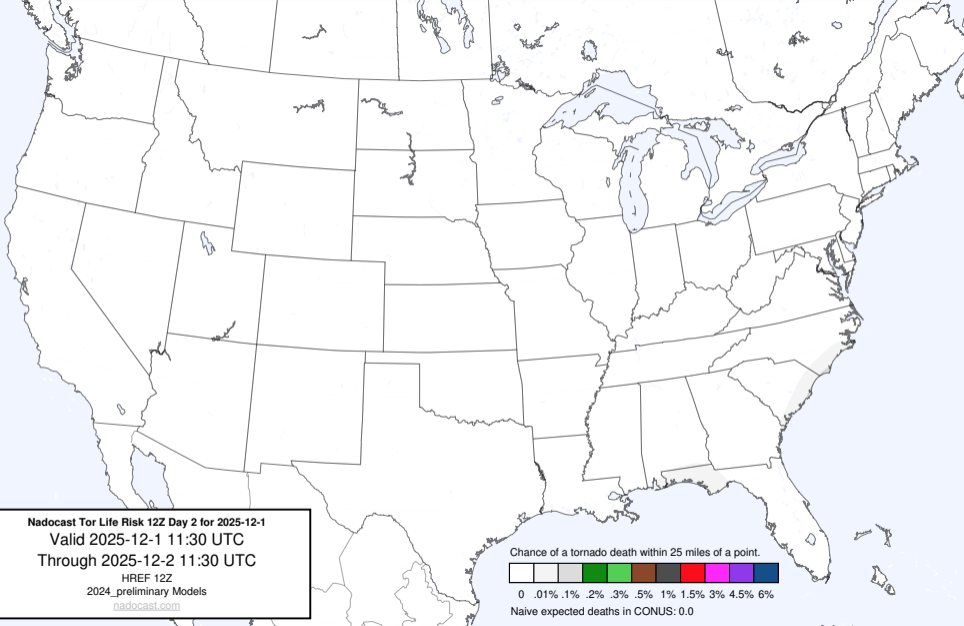 Nadocast Tor Life Risk 12Z Day 2 for 2025-12-1
Valid 2025-12-1 11:30 UTC
Through 2025-12-2 11:30 UTC
HREF 12Z
2024_preliminary Models
nadocast.com
Chance of a tornado death within 25 miles of a point.
0 .01% .1% .2% .3% .5% 1% 1.5% 3% 4.5% 6%
Naive expected deaths in CONUS: 0.0